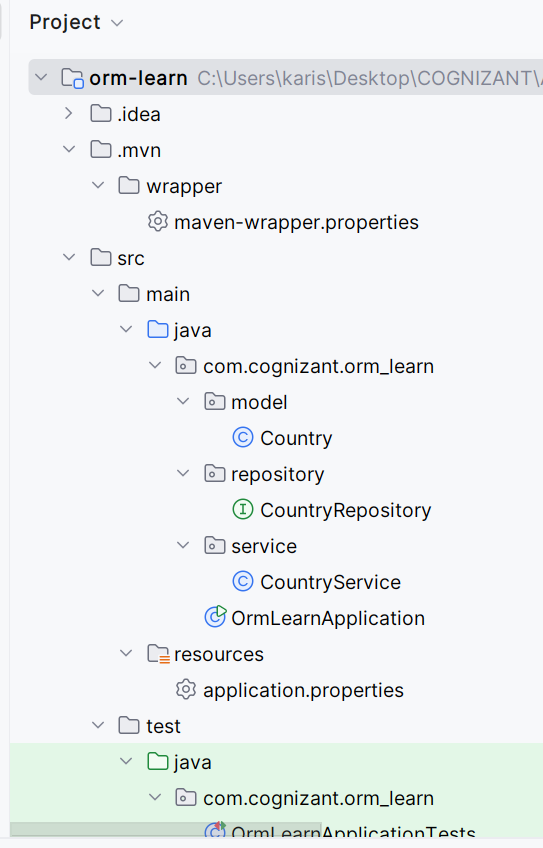 Project
orm-learn C:\Users\karis\Desktop\COGNIZANT\
.idea
.mvn
wrapper
maven-wrapper.properties
src
main
java
com.cognizant.orm_learn
model
C Country
repository
I CountryRepository
service
C CountryService
C OrmLearnApplication
resources
application.properties
test
java
com.cognizant.orm_learn
C OrmLearnApplicationTests